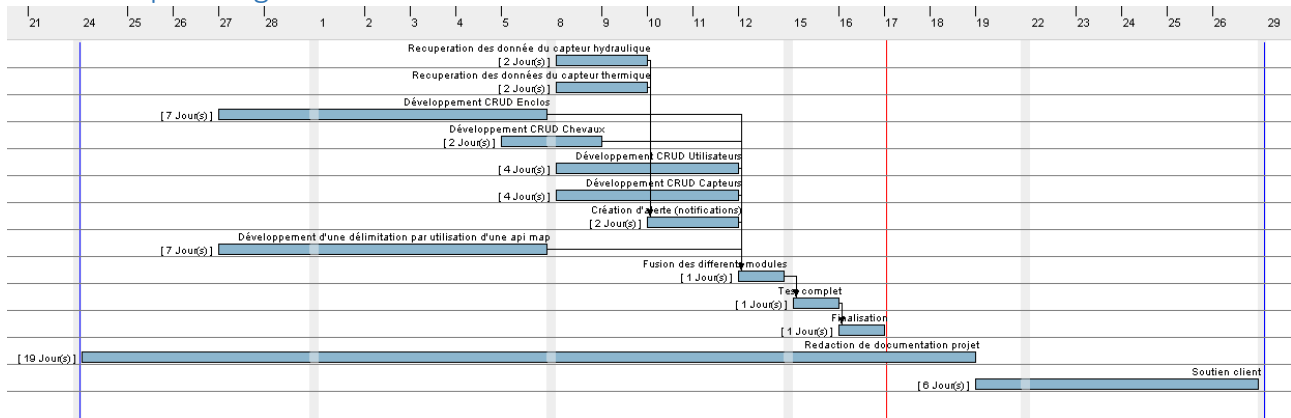 21 24 25 26 27 28 1 2 3 4 5 8 9 10 11 12 15 16 17 18 19 22 23 24 25 26 29
Recuperation des donnée du capteur hydraulique
[ 2 Jour(s) ]
Recuperation des données du capteur thermique
[ 2 Jour(s) ]
Développement CRUD Enclos
[ 7 Jour(s) ]
Développement CRUD Chevaux
[ 2 Jour(s) ]
Développement CRUD Utilisateurs
[ 4 Jour(s) ]
Développement CRUD Capteurs
[ 4 Jour(s) ]
Création d'alerte (notifications)
[ 2 Jour(s) ]
Développement d'une délimitation par utilisation d'une api map
[ 7 Jour(s) ]
Fusion des differents modules
[ 1 Jour(s) ]
Test complet
[ 1 Jour(s) ]
Finalisation
[ 1 Jour(s) ]
Redaction de documentation projet
[ 19 Jour(s) ]
Soutien client
[ 6 Jour(s) ]